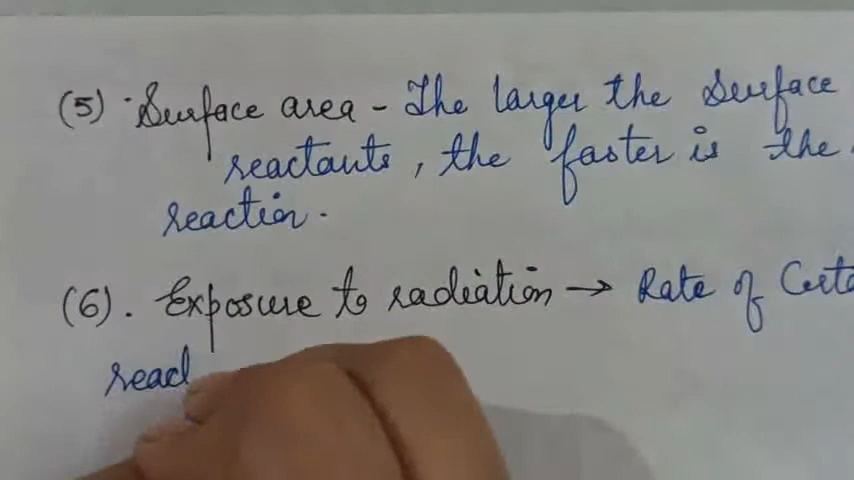 (5) Surface area - The larger the surface
reactants, the faster is the
reaction.
(6). Exposure to radiation → Rate of